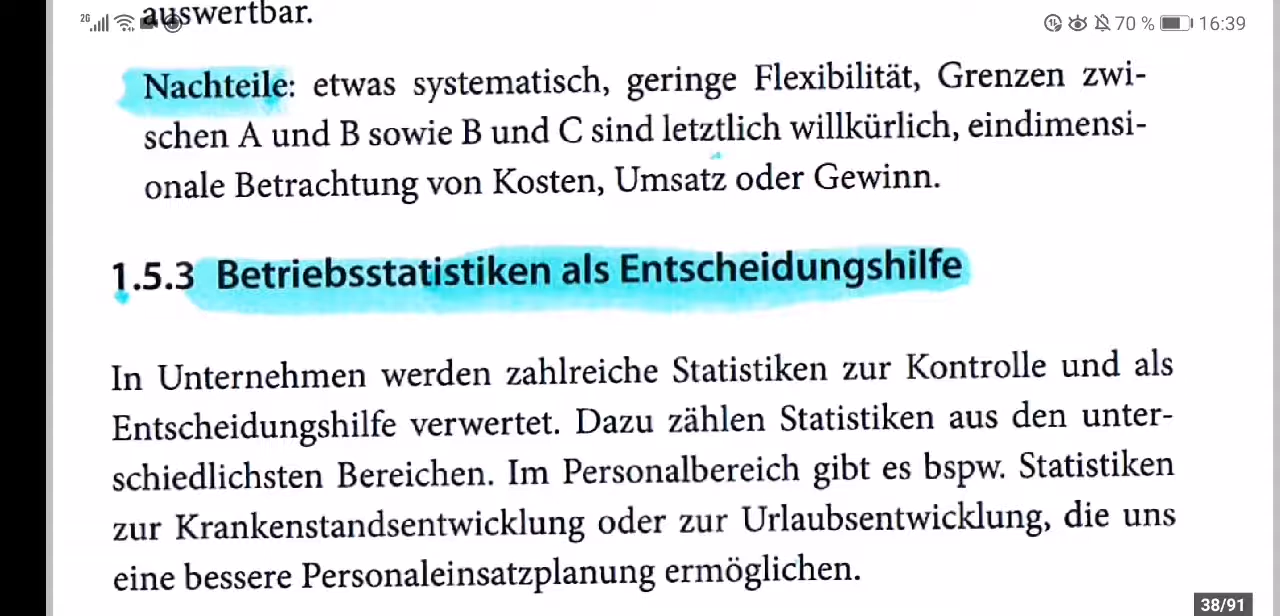 auswertbar.
2G 70 % 16:39
Nachteile: etwas systematisch, geringe Flexibilität, Grenzen zwi-
schen A und B sowie B und C sind letztlich willkürlich, eindimensi-
onale Betrachtung von Kosten, Umsatz oder Gewinn.
1.5.3 Betriebsstatistiken als Entscheidungshilfe
In Unternehmen werden zahlreiche Statistiken zur Kontrolle und als
Entscheidungshilfe verwertet. Dazu zählen Statistiken aus den unter-
schiedlichsten Bereichen. Im Personalbereich gibt es bspw. Statistiken
zur Krankenstandsentwicklung oder zur Urlaubsentwicklung, die uns
eine bessere Personaleinsatzplanung ermöglichen.
38/91